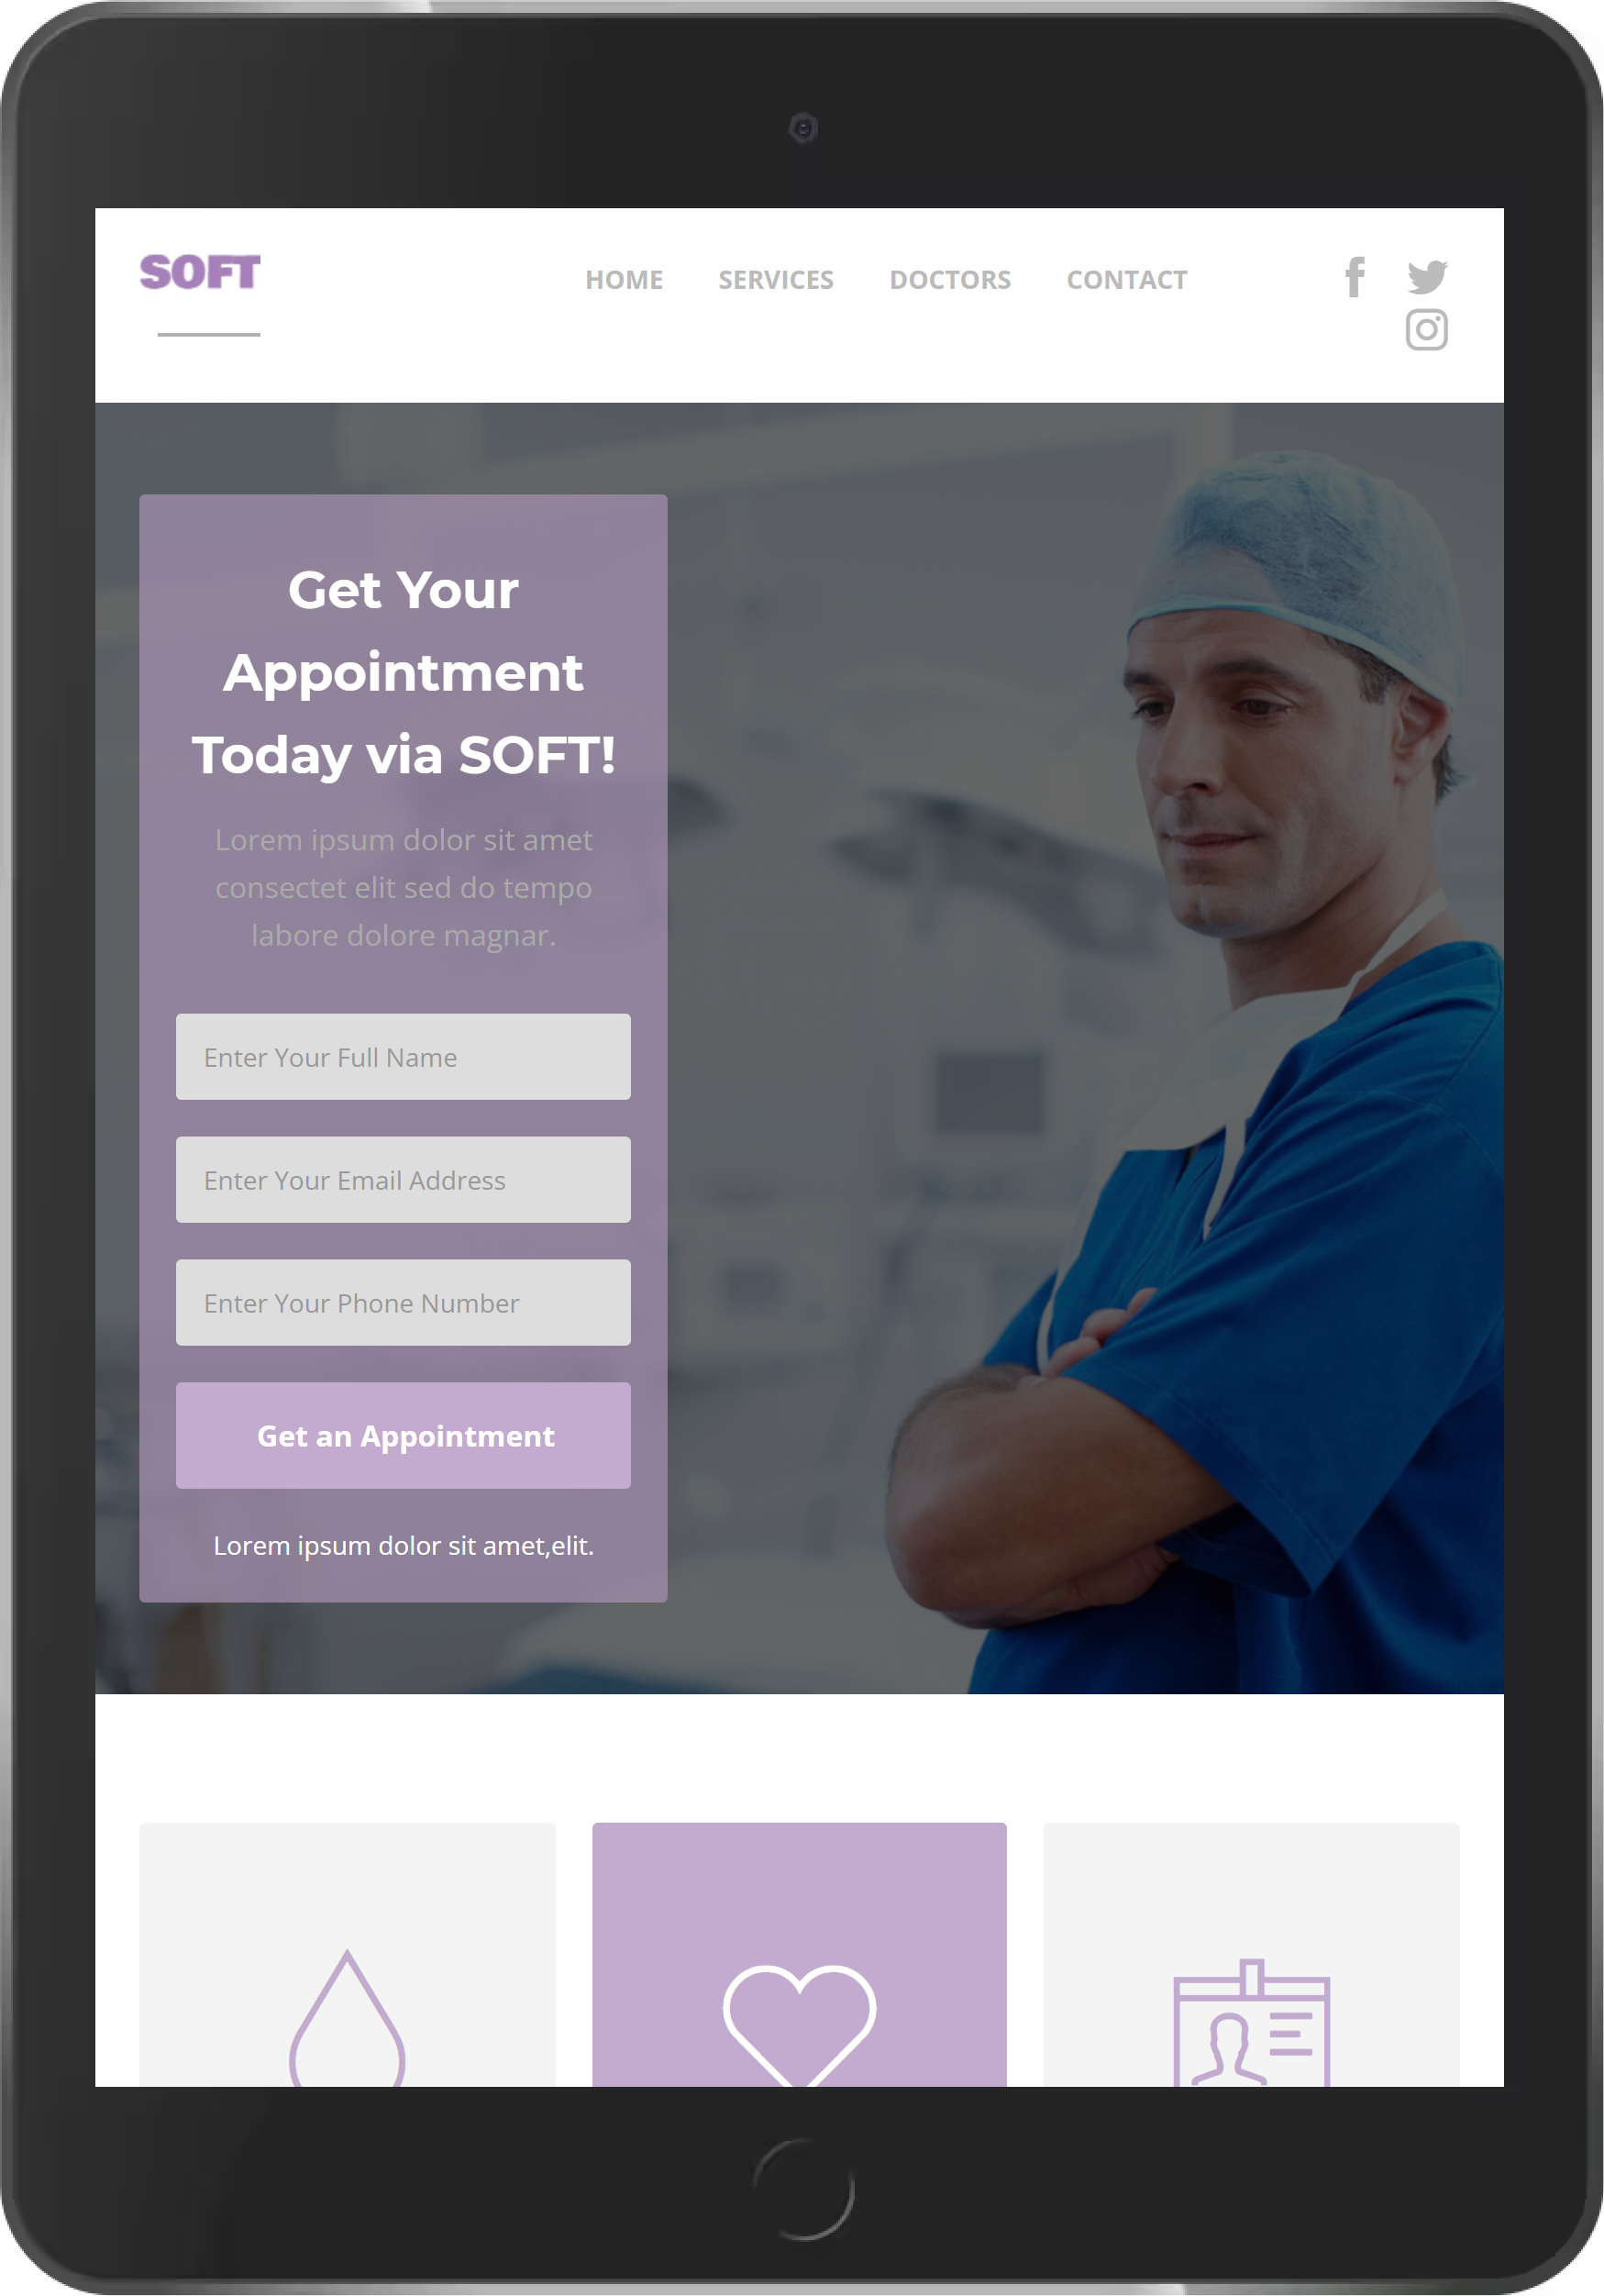 SOFT
HOME SERVICES DOCTORS CONTACT
Get Your
Appointment
Today via SOFT!
Lorem ipsum dolor sit amet
consectet elit sed do tempo
labore dolore magnar.
Enter Your Full Name
Enter Your Email Address
Enter Your Phone Number
Get an Appointment
Lorem ipsum dolor sit amet,elit.